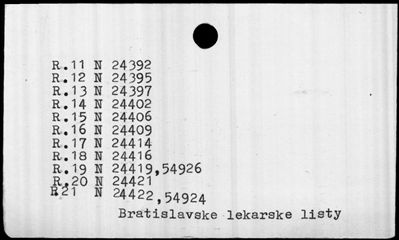 R.11 N 24392
R.12 N 24395
R.13 N 24397
R.14 N 24402
R.15 N 24406
R.16 N 24409
R.17 N 24414
R.18 N 24416
R.19 N 24419,54926
R.20 N 24421
R21 N 24422,54924
Bratislavske lekarske listy